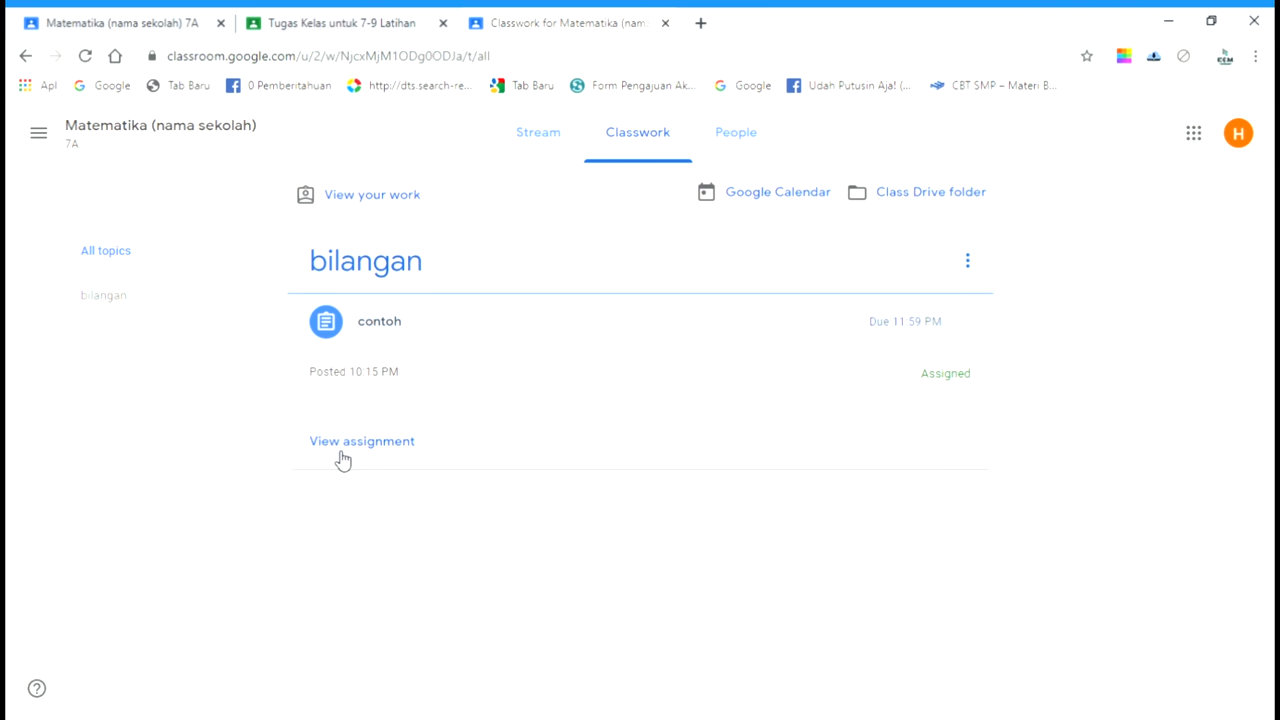 Matematika (nama sekolah) 7A
Tugas Kelas untuk 7-9 Latihan
Classwork for Matematika (nam
classroom.google.com/u/2/w/NjcxMjM1ODg0ODJa/t/all
Apl
Google
Tab Baru
0 Pemberitahuan
http://dts.search-re...
Tab Baru
Form Pengajuan Ak...
Google
Udah Putusin Aja! (...
CBT SMP – Materi B...
Matematika (nama sekolah)
7A
Stream
Classwork
People
H
View your work
Google Calendar
Class Drive folder
All topics
bilangan
bilangan
contoh
Due 11:59 PM
Posted 10:15 PM
Assigned
View assignment